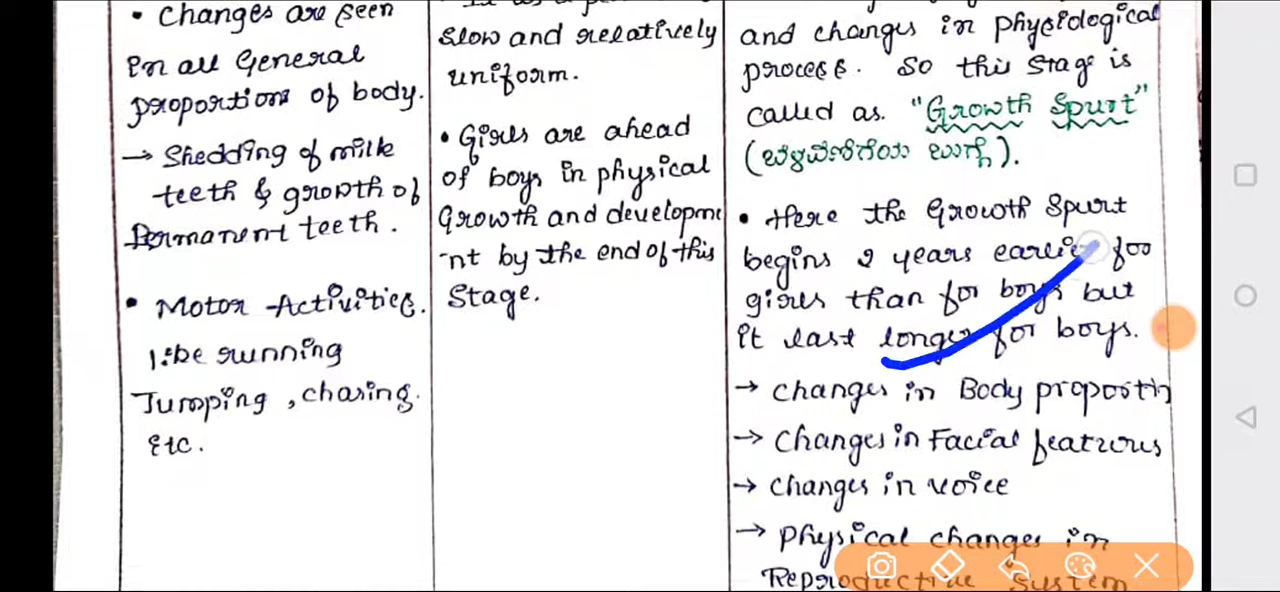 • Changes are seen
in all General
proportions of body.
→ Shedding of milk
teeth & growth of
Permanent teeth.
• Motor Activities.
like running
Jumping, chasing.
Etc.
slow and relatively
uniform.
• Girls are ahead
of boys in physical
Growth and developme
nt by the end of this
Stage.
and changes in physiological
process. So this stage is
called as. "Growth Spurt"
(ಬೆಳವಣಿಗೆಯ ಬುಗ್ಗೆ).
• Here the Growth Spurt
begins 2 years earlier for
girls than for boys but
it last longer for boys.
→ Changes in Body proportin
→ Changes in Facial features
→ Changes in voice
→ Physical changes in
Reproductive System